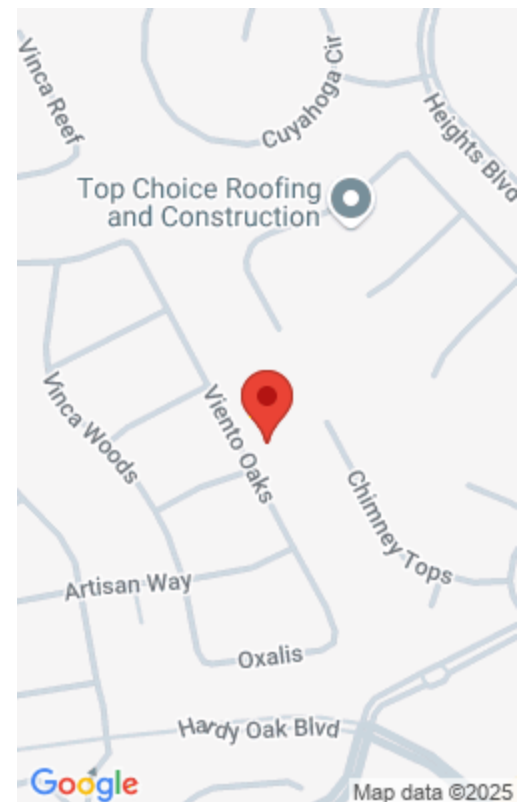 Vinca Reef
Cuyahoga Cir
Heights Blvd
Top Choice Roofing
and Construction
Vinca Woods
Viento Oaks
Chimney Tops
Artisan Way
Oxalis
Hardy Oak Blvd
Google
Map data ©2025